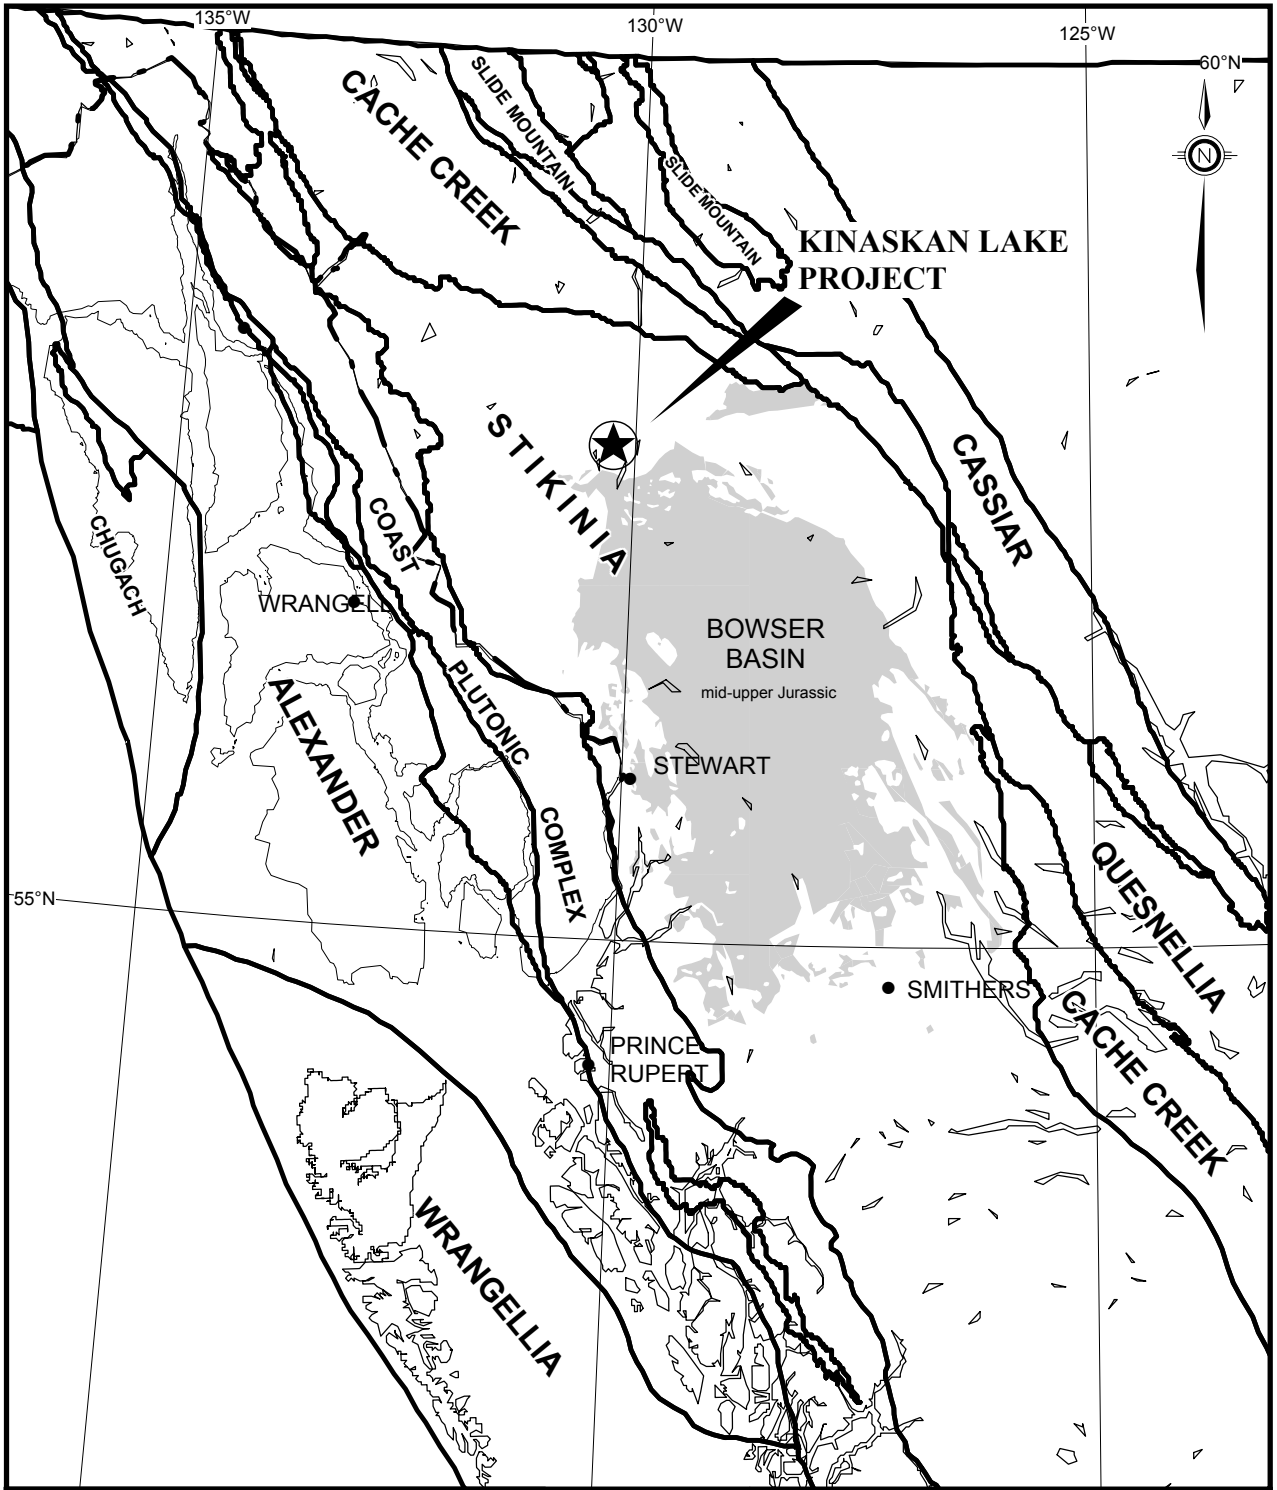 135°W
130°W
125°W
60°N
N
CACHE CREEK
SLIDE MOUNTAIN
SLIDE MOUNTAIN
KINASKAN LAKE
PROJECT
STIKINIA
CASSIAR
COAST
CHUGACH
WRANGELL
BOWSER
BASIN
mid-upper Jurassic
PLUTONIC
ALEXANDER
STEWART
COMPLEX
QUESNELLIA
55°N
SMITHERS
CACHE CREEK
PRINCE
RUPERT
WRANGELLIA